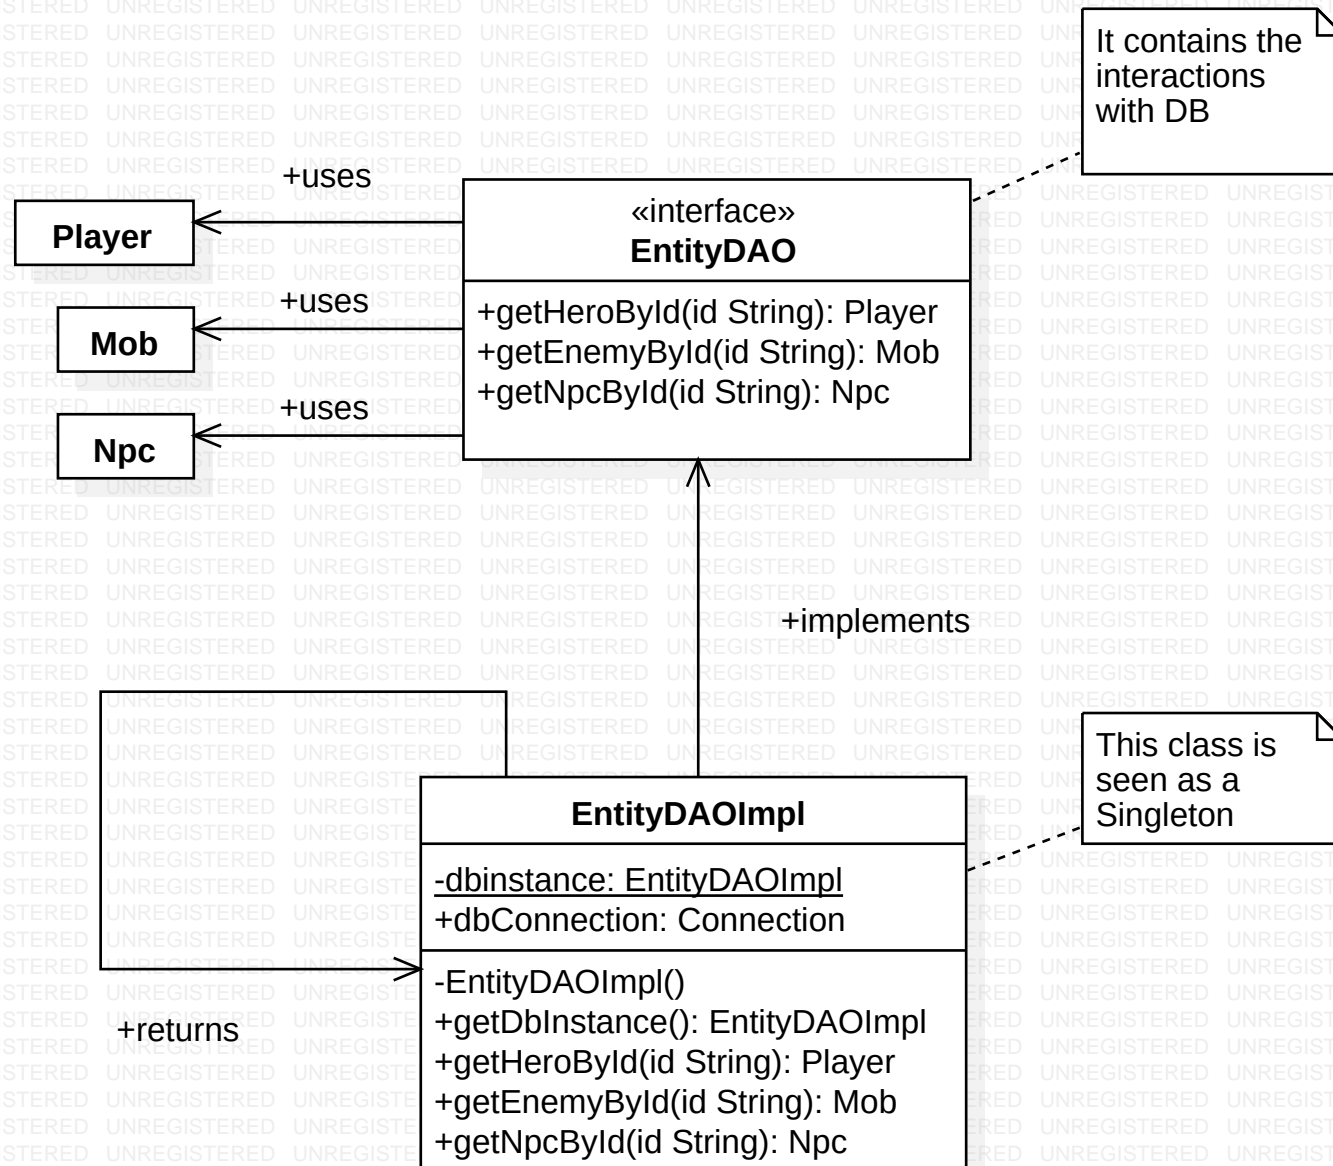 It contains the
interactions
with DB
+uses
«interface»
EntityDAO
Player
+getHeroById(id String): Player
+getEnemyById(id String): Mob
+getNpcById(id String): Npc
+uses
Mob
+uses
Npc
+implements
This class is
seen as a
Singleton
EntityDAOImpl
-dbinstance: EntityDAOImpl
+dbConnection: Connection
-EntityDAOImpl()
+getDbInstance(): EntityDAOImpl
+getHeroById(id String): Player
+getEnemyById(id String): Mob
+getNpcById(id String): Npc
+returns
UNREGISTERED